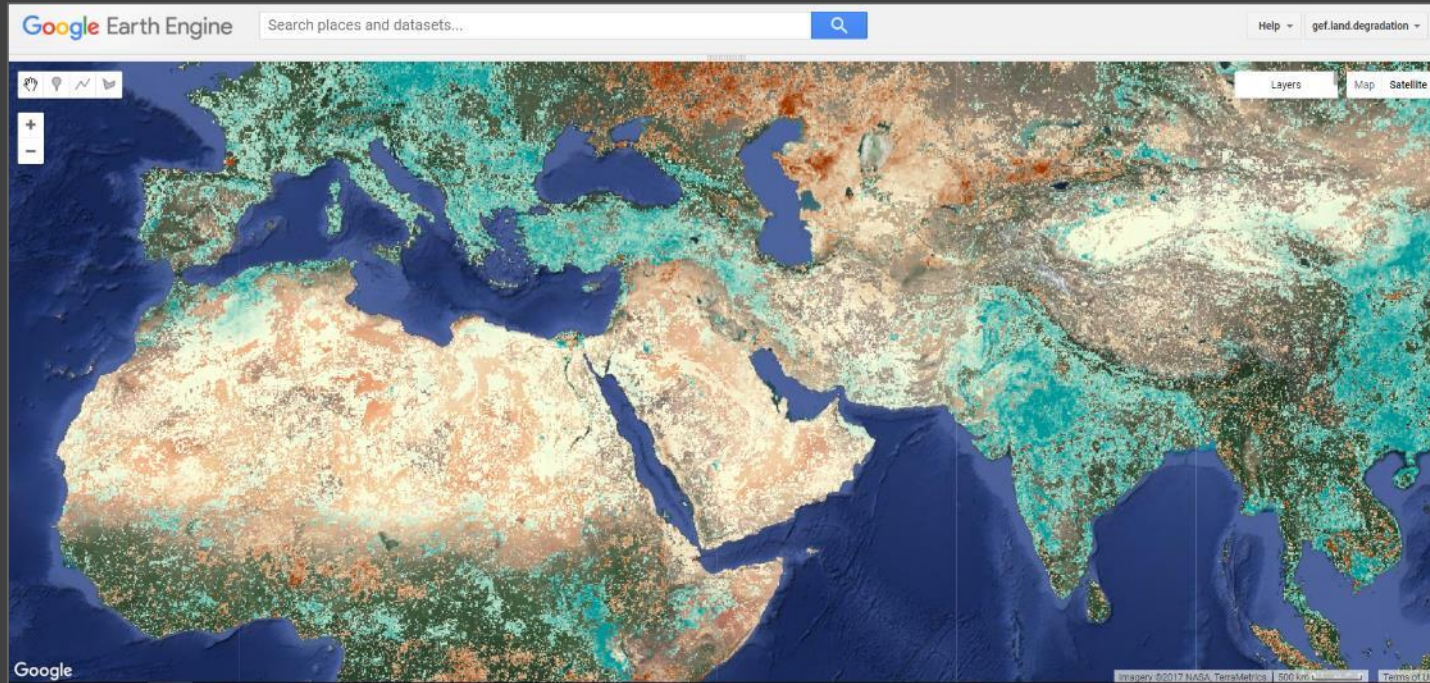 Google Earth Engine
Search places and datasets...
Help
gef.land.degradation
Layers
Map Satellite
+
−
Google
Imagery ©2017 NASA, TerraMetrics
500 km
Terms of U